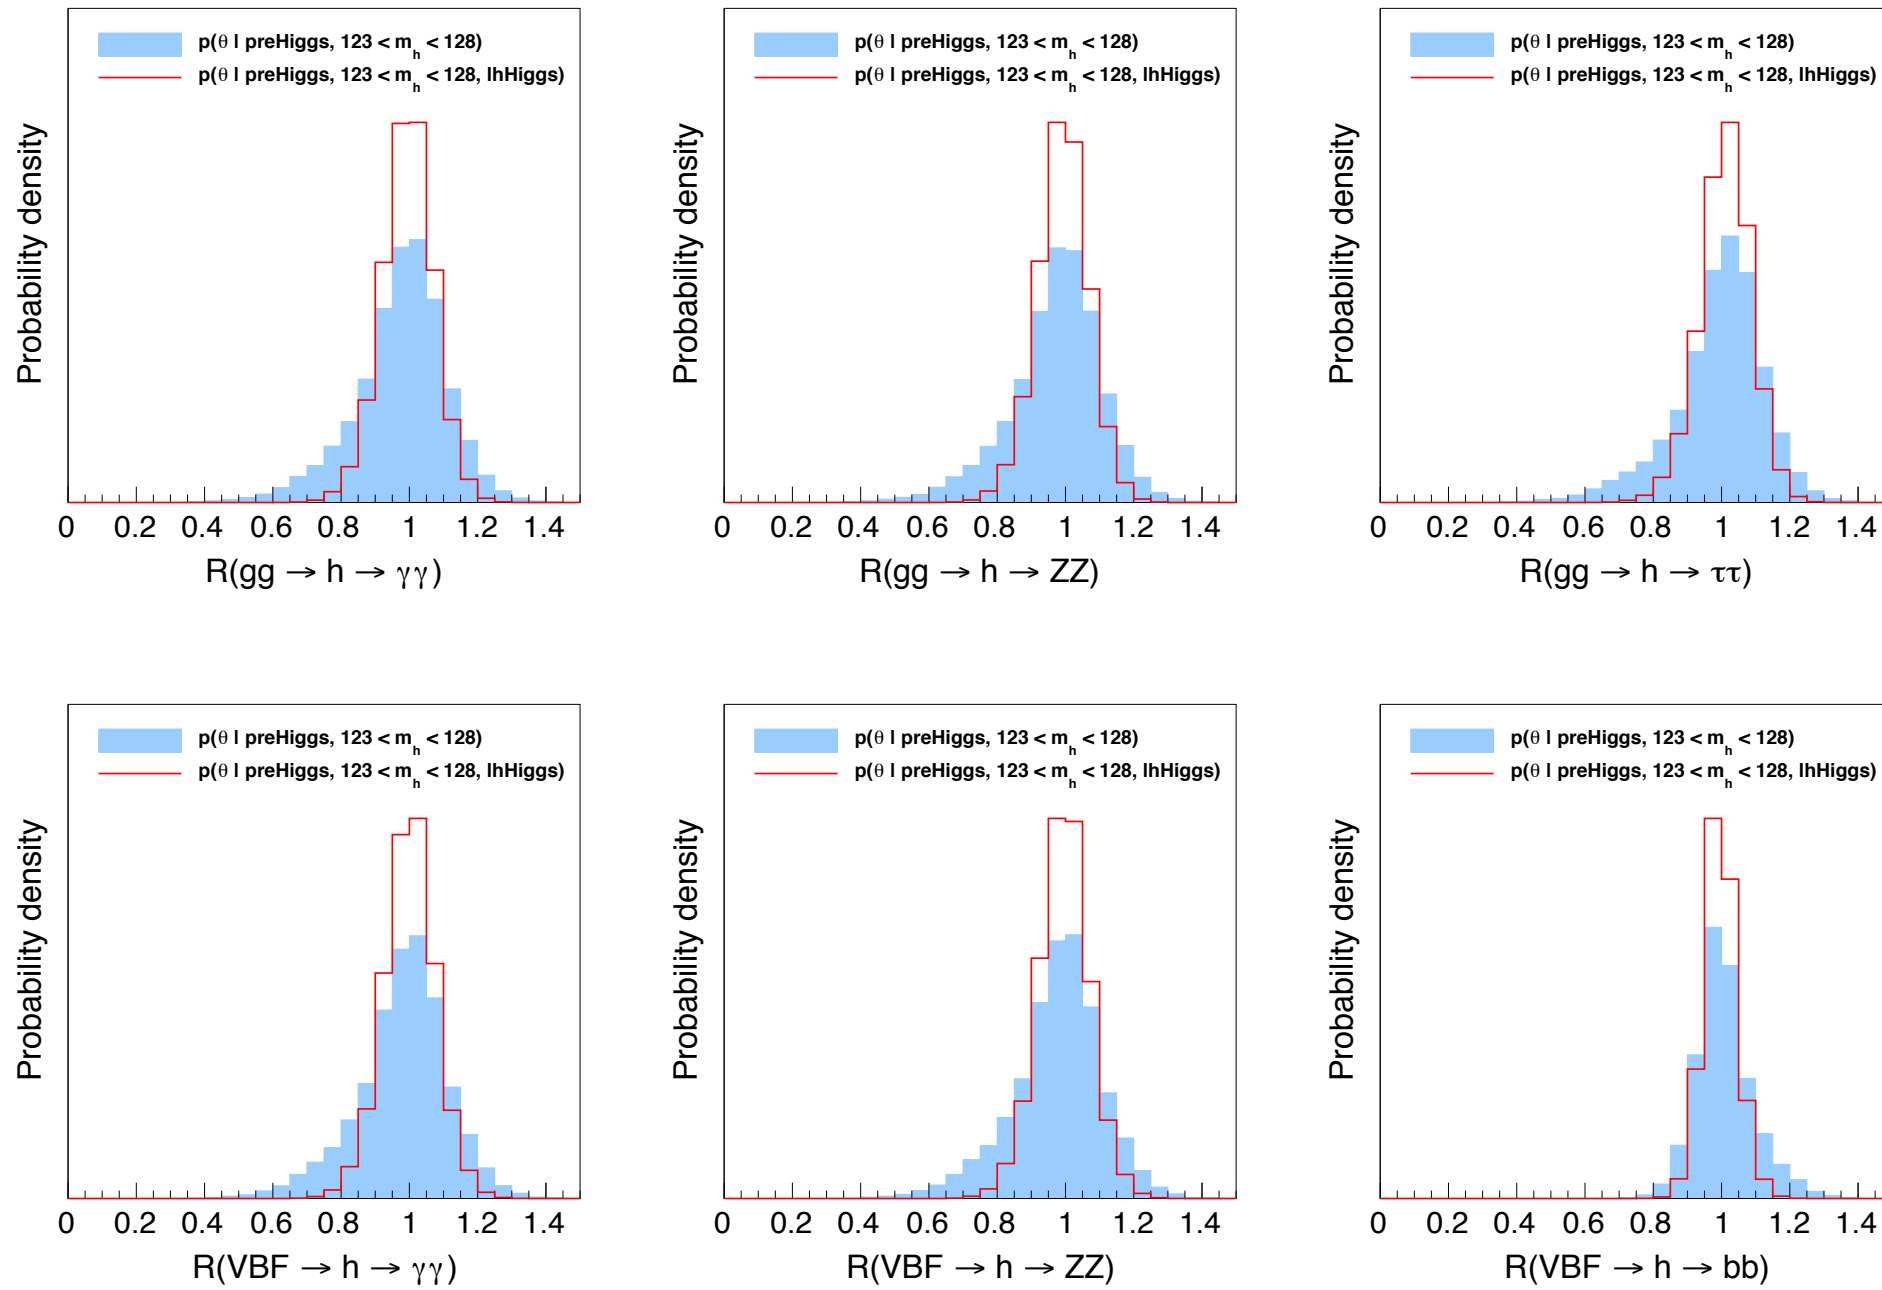 p(θ | preHiggs, 123 < m_h < 128)
p(θ | preHiggs, 123 < m_h < 128, lhHiggs)
Probability density
0 0.2 0.4 0.6 0.8 1 1.2 1.4
R(gg → h → γγ)
p(θ | preHiggs, 123 < m_h < 128)
p(θ | preHiggs, 123 < m_h < 128, lhHiggs)
Probability density
0 0.2 0.4 0.6 0.8 1 1.2 1.4
R(gg → h → ZZ)
p(θ | preHiggs, 123 < m_h < 128)
p(θ | preHiggs, 123 < m_h < 128, lhHiggs)
Probability density
0 0.2 0.4 0.6 0.8 1 1.2 1.4
R(gg → h → ττ)
p(θ | preHiggs, 123 < m_h < 128)
p(θ | preHiggs, 123 < m_h < 128, lhHiggs)
Probability density
0 0.2 0.4 0.6 0.8 1 1.2 1.4
R(VBF → h → γγ)
p(θ | preHiggs, 123 < m_h < 128)
p(θ | preHiggs, 123 < m_h < 128, lhHiggs)
Probability density
0 0.2 0.4 0.6 0.8 1 1.2 1.4
R(VBF → h → ZZ)
p(θ | preHiggs, 123 < m_h < 128)
p(θ | preHiggs, 123 < m_h < 128, lhHiggs)
Probability density
0 0.2 0.4 0.6 0.8 1 1.2 1.4
R(VBF → h → bb)